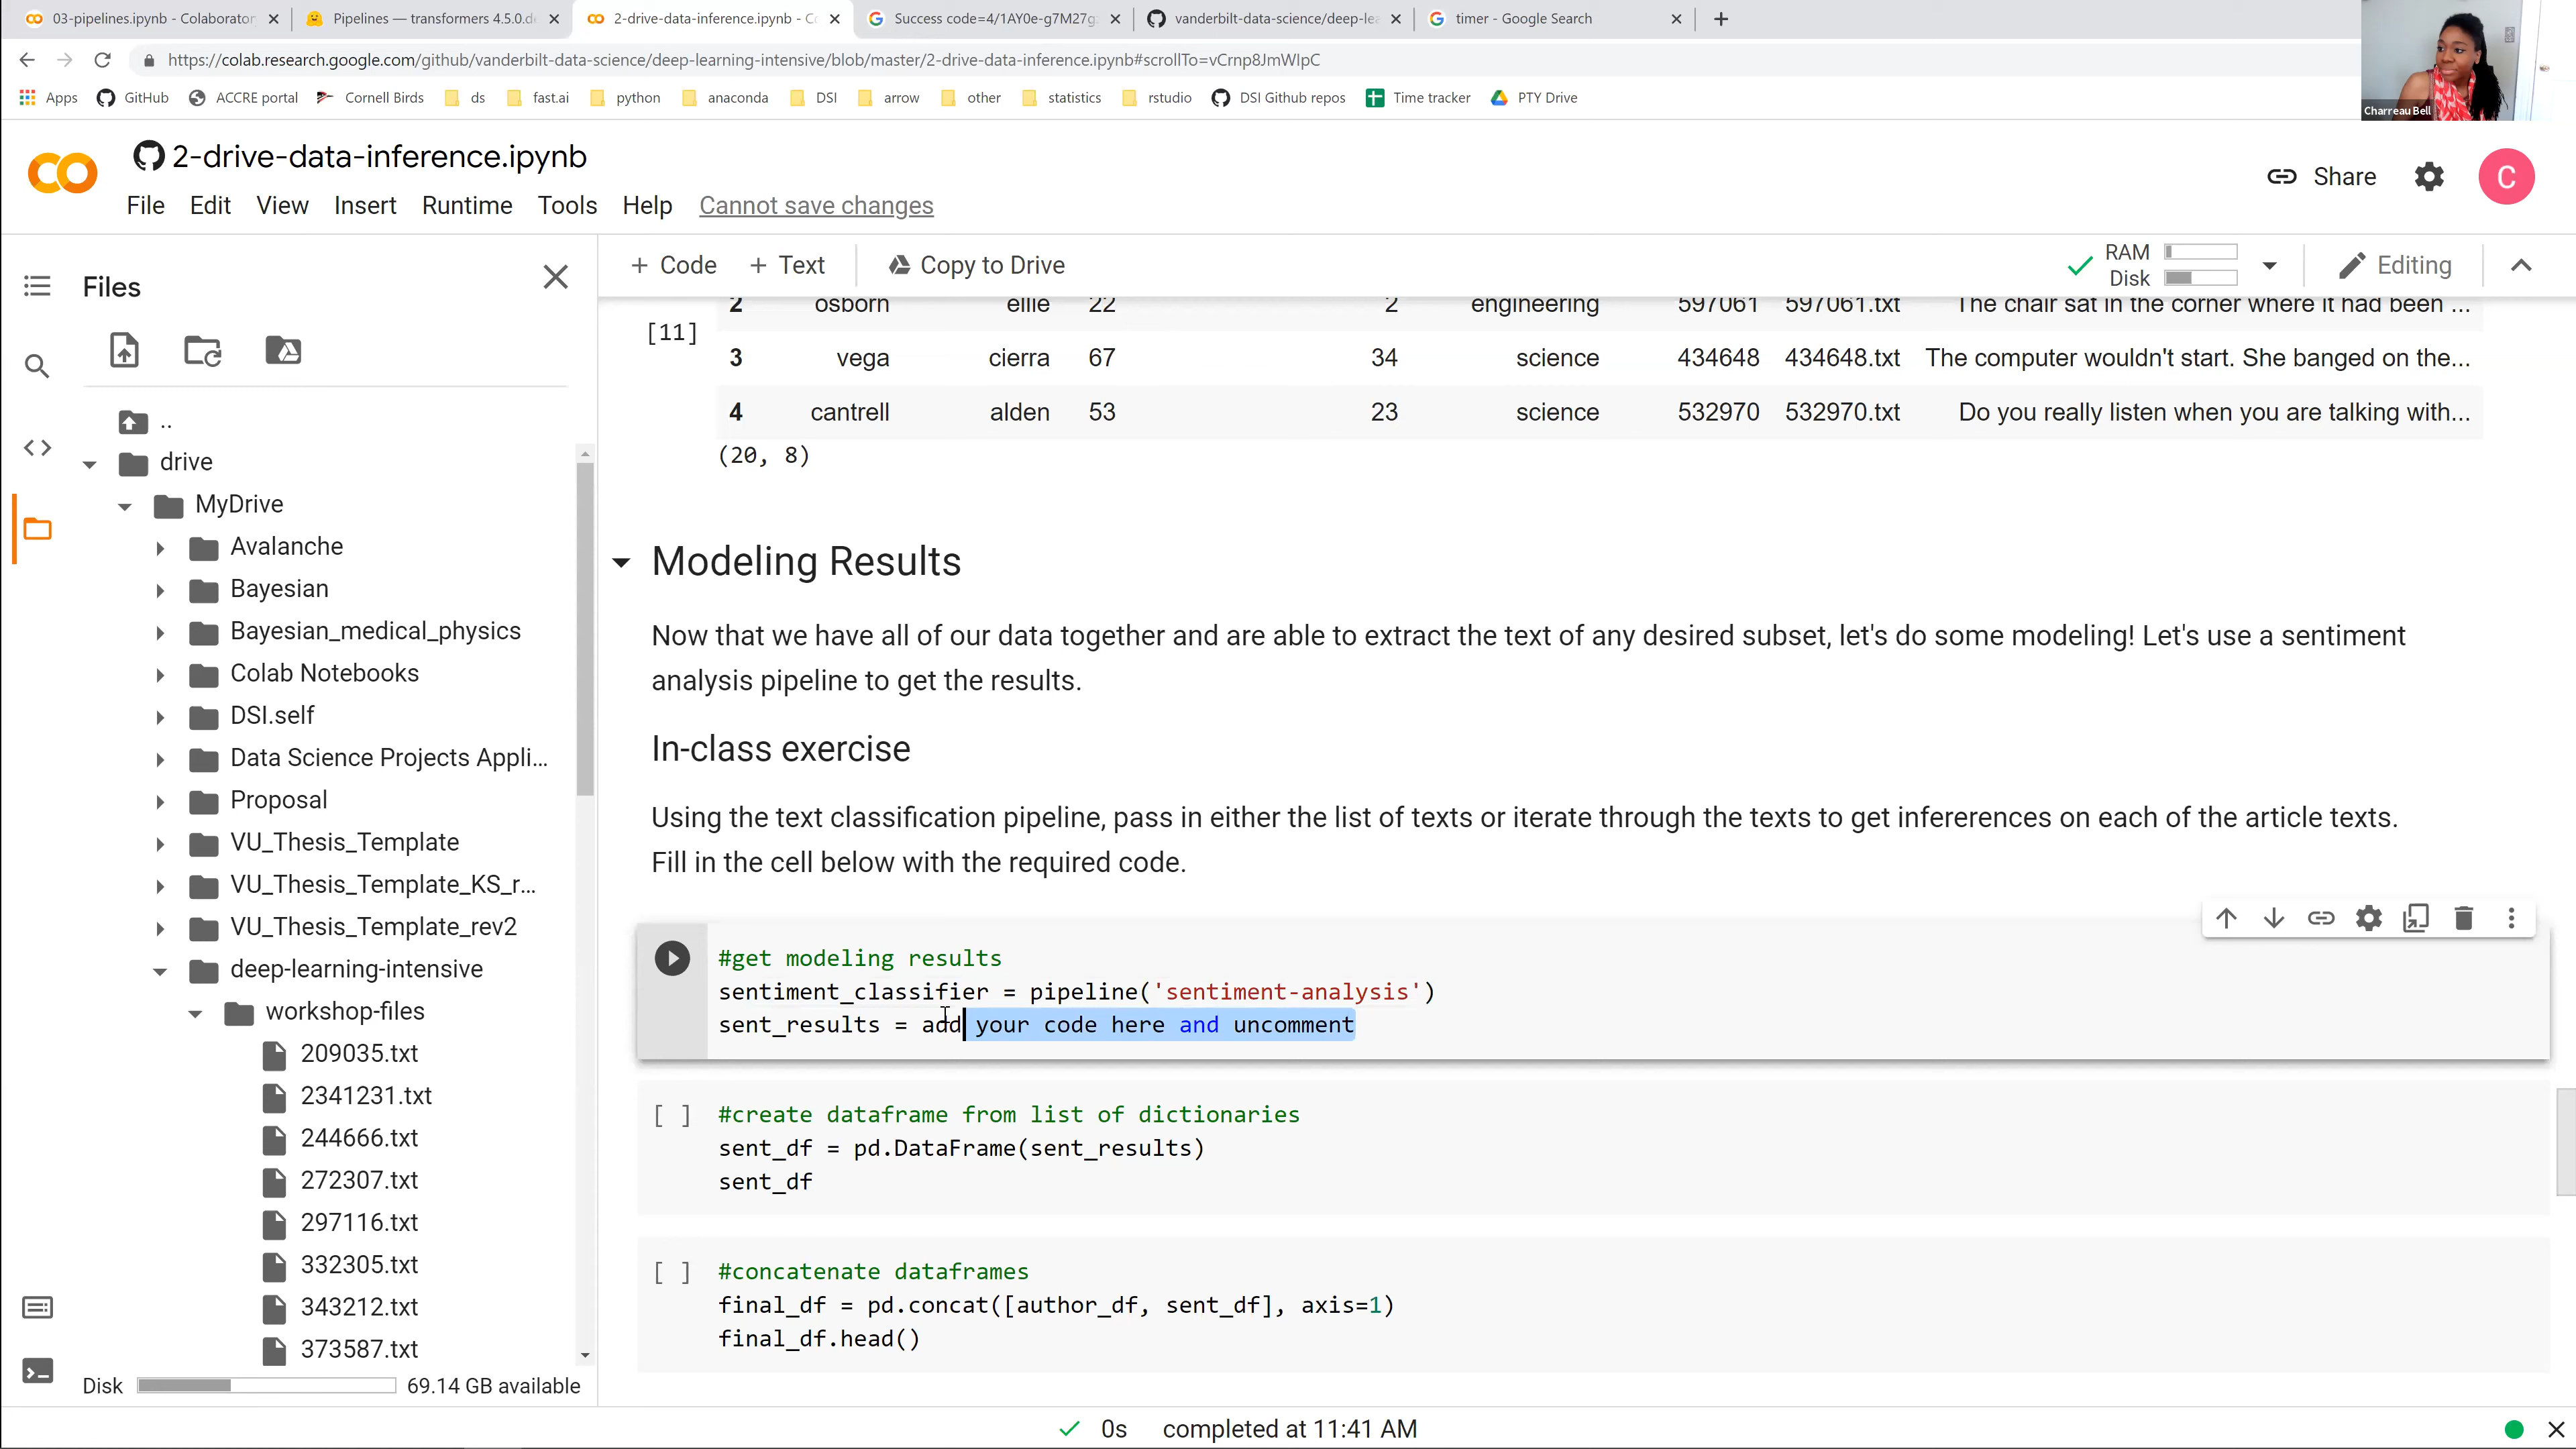 03-pipelines.ipynb - Colaborator
Pipelines — transformers 4.5.0.de
2-drive-data-inference.ipynb - Co
Success code=4/1AY0e-g7M27g
vanderbilt-data-science/deep-lea
timer - Google Search
https://colab.research.google.com/github/vanderbilt-data-science/deep-learning-intensive/blob/master/2-drive-data-inference.ipynb#scrollTo=vCrnp8JmWIpC
Apps GitHub ACCRE portal Cornell Birds ds fast.ai python anaconda DSI arrow other statistics rstudio DSI Github repos Time tracker PTY Drive
Charreau Bell
2-drive-data-inference.ipynb
Share
C
File Edit View Insert Runtime Tools Help Cannot save changes
Files
+ Code + Text Copy to Drive
RAM
Disk
Editing
..
drive
MyDrive
Avalanche
Bayesian
Bayesian_medical_physics
Colab Notebooks
DSI.self
Data Science Projects Appli...
Proposal
VU_Thesis_Template
VU_Thesis_Template_KS_r...
VU_Thesis_Template_rev2
deep-learning-intensive
workshop-files
209035.txt
2341231.txt
244666.txt
272307.txt
297116.txt
332305.txt
343212.txt
373587.txt
Disk 69.14 GB available
[11]
2 osborn ellie 22 2 engineering 597061 597061.txt The chair sat in the corner where it had been ...
3 vega cierra 67 34 science 434648 434648.txt The computer wouldn't start. She banged on the...
4 cantrell alden 53 23 science 532970 532970.txt Do you really listen when you are talking with...
(20, 8)
Modeling Results
Now that we have all of our data together and are able to extract the text of any desired subset, let's do some modeling! Let's use a sentiment
analysis pipeline to get the results.
In-class exercise
Using the text classification pipeline, pass in either the list of texts or iterate through the texts to get infererences on each of the article texts.
Fill in the cell below with the required code.
#get modeling results
sentiment_classifier = pipeline('sentiment-analysis')
sent_results = add your code here and uncomment
[ ] #create dataframe from list of dictionaries
sent_df = pd.DataFrame(sent_results)
sent_df
[ ] #concatenate dataframes
final_df = pd.concat([author_df, sent_df], axis=1)
final_df.head()
0s completed at 11:41 AM